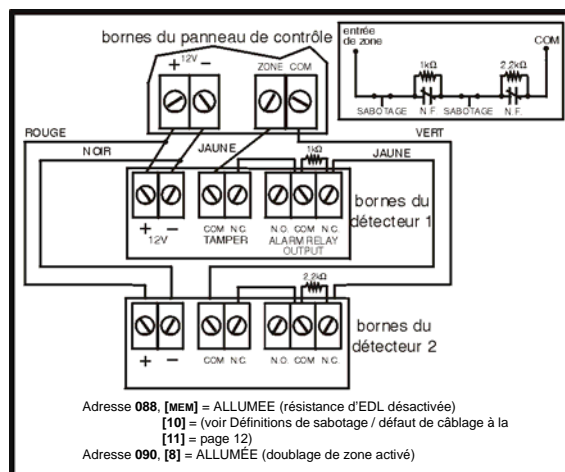 bornes du panneau de contrôle
+ 12V -
ZONE COM
entrée
de zone
COM
1kΩ
2.2kΩ
SABOTAGE N.F. SABOTAGE N.F.
ROUGE
NOIR
JAUNE
VERT
1kΩ
JAUNE
bornes du
détecteur 1
+ -
12V
COM N.C.
TAMPER
N.O. COM N.C.
ALARM RELAY
OUTPUT
2.2kΩ
bornes du
détecteur 2
+ -
COM N.C.
N.O. COM N.C.
Adresse 088, [MEM] = ALLUMEE (résistance d'EDL désactivée)
[10] = (voir Définitions de sabotage / défaut de câblage à la
[11] = page 12)
Adresse 090, [8] = ALLUMÉE (doublage de zone activé)